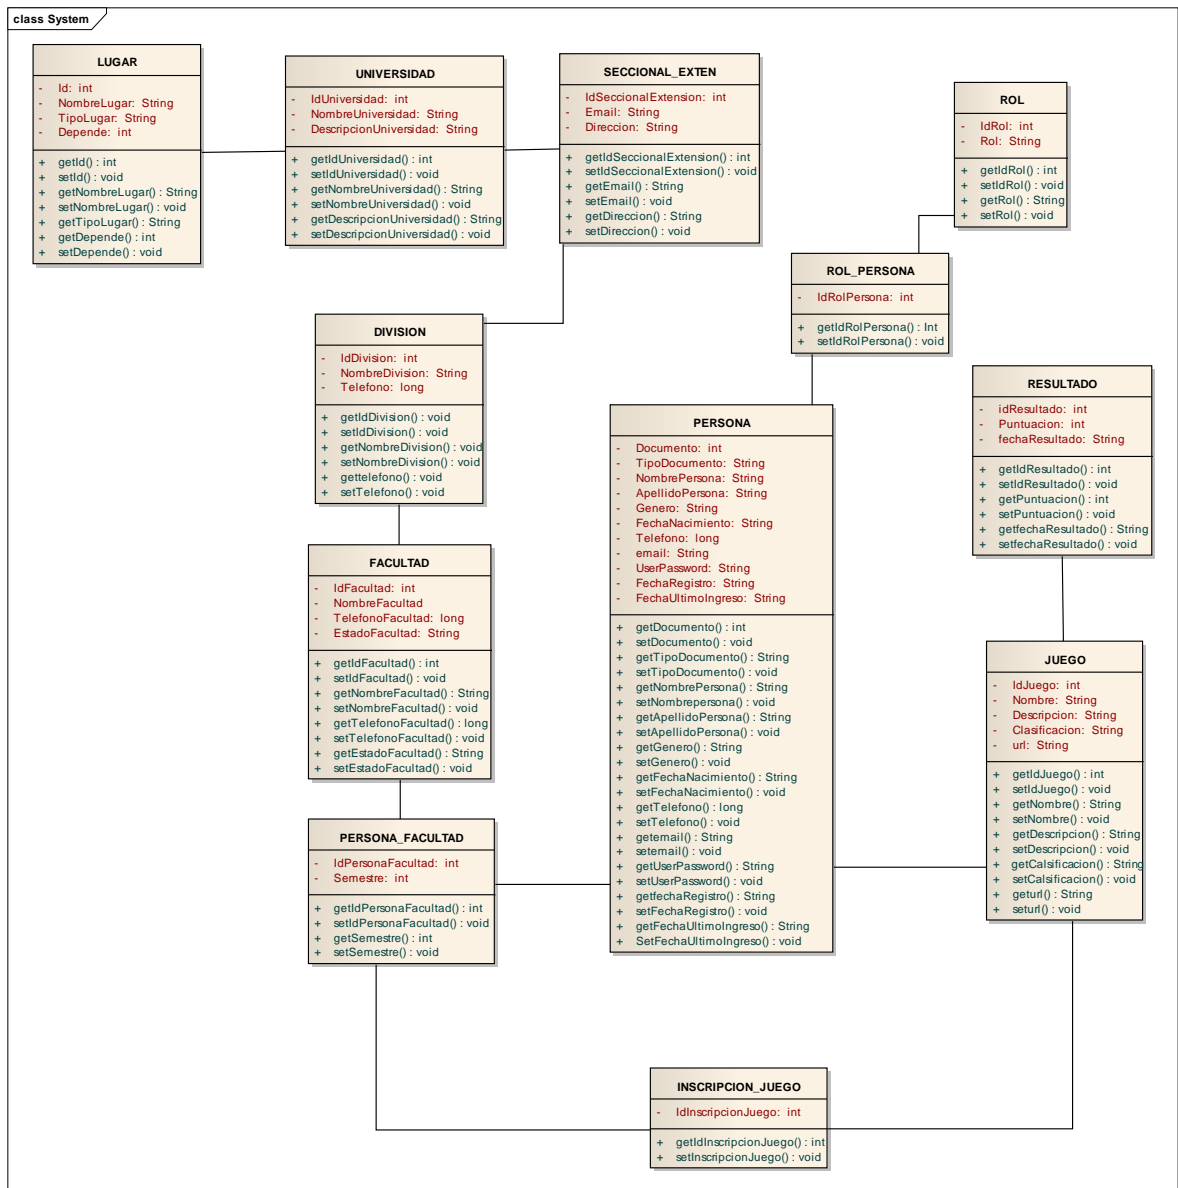 class System
LUGAR
- Id: int
- NombreLugar: String
- TipoLugar: String
- Depende: int
+ getId() : int
+ setId() : void
+ getNombreLugar() : String
+ setNombreLugar() : void
+ getTipoLugar() : String
+ getDepende() : int
+ setDepende() : void
UNIVERSIDAD
- IdUniversidad: int
- NombreUniversidad: String
- DescripcionUniversidad: String
+ getIdUniversidad() : int
+ setIdUniversidad() : void
+ getNombreUniversidad() : String
+ setNombreUniversidad() : void
+ getDescripcionUniversidad() : String
+ setDescripcionUniversidad() : void
SECCIONAL_EXTEN
- IdSeccionalExtension: int
- Email: String
- Direccion: String
+ getIdSeccionalExtension() : int
+ setIdSeccionalExtension() : void
+ getEmail() : String
+ setEmail() : void
+ getDireccion() : String
+ setDireccion() : void
ROL
- IdRol: int
- Rol: String
+ getIdRol() : int
+ setIdRol() : void
+ getRol() : String
+ setRol() : void
ROL_PERSONA
- IdRolPersona: int
+ getIdRolPersona() : Int
+ setIdRolPersona() : void
DIVISION
- IdDivision: int
- NombreDivision: String
- Telefono: long
+ getIdDivision() : void
+ setIdDivision() : void
+ getNombreDivision() : void
+ setNombreDivision() : void
+ gettelefono() : void
+ setTelefono() : void
PERSONA
- Documento: int
- TipoDocumento: String
- NombrePersona: String
- ApellidoPersona: String
- Genero: String
- FechaNacimiento: String
- Telefono: long
- email: String
- UserPassword: String
- FechaRegistro: String
- FechaUltimoIngreso: String
+ getDocumento() : int
+ setDocumento() : void
+ getTipoDocumento() : String
+ setTipoDocumento() : void
+ getNombrePersona() : String
+ setNombrepersona() : void
+ getApellidoPersona() : String
+ setApellidoPersona() : void
+ getGenero() : String
+ setGenero() : void
+ getFechaNacimiento() : String
+ setFechaNacimiento() : void
+ getTelefono() : long
+ setTelefono() : void
+ getemail() : String
+ setemail() : void
+ getUserPassword() : String
+ setUserPassword() : void
+ getfechaRegistro() : String
+ setFechaRegistro() : void
+ getFechaUltimoIngreso() : String
+ SetFechaUltimoIngreso() : void
RESULTADO
- idResultado: int
- Puntuacion: int
- fechaResultado: String
+ getIdResultado() : int
+ setIdResultado() : void
+ getPuntuacion() : int
+ setPuntuacion() : void
+ getfechaResultado() : String
+ setfechaResultado() : void
FACULTAD
- IdFacultad: int
- NombreFacultad
- TelefonoFacultad: long
- EstadoFacultad: String
+ getIdFacultad() : int
+ setIdFacultad() : void
+ getNombreFacultad() : String
+ setNombreFacultad() : void
+ getTelefonoFacultad() : long
+ setTelefonoFacultad() : void
+ getEstadoFacultad() : String
+ setEstadoFacultad() : void
JUEGO
- IdJuego: int
- Nombre: String
- Descripcion: String
- Clasificacion: String
- url: String
+ getIdJuego() : int
+ setIdJuego() : void
+ getNombre() : String
+ setNombre() : void
+ getDescripcion() : String
+ setDescripcion() : void
+ getCalsificacion() : String
+ setCalsificacion() : void
+ geturl() : String
+ seturl() : void
PERSONA_FACULTAD
- IdPersonaFacultad: int
- Semestre: int
+ getIdPersonaFacultad() : int
+ setIdPersonaFacultad() : void
+ getSemestre() : int
+ setSemestre() : void
INSCRIPCION_JUEGO
- IdInscripcionJuego: int
+ getIdInscripcionJuego() : int
+ setInscripcionJuego() : void